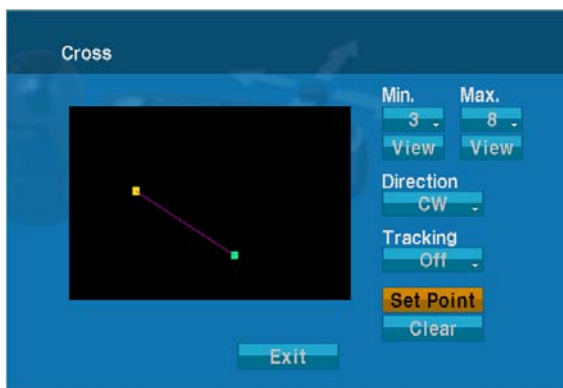 Cross
Min. Max.
3 8
View View
Direction
CW
Tracking
Off
Set Point
Clear
Exit